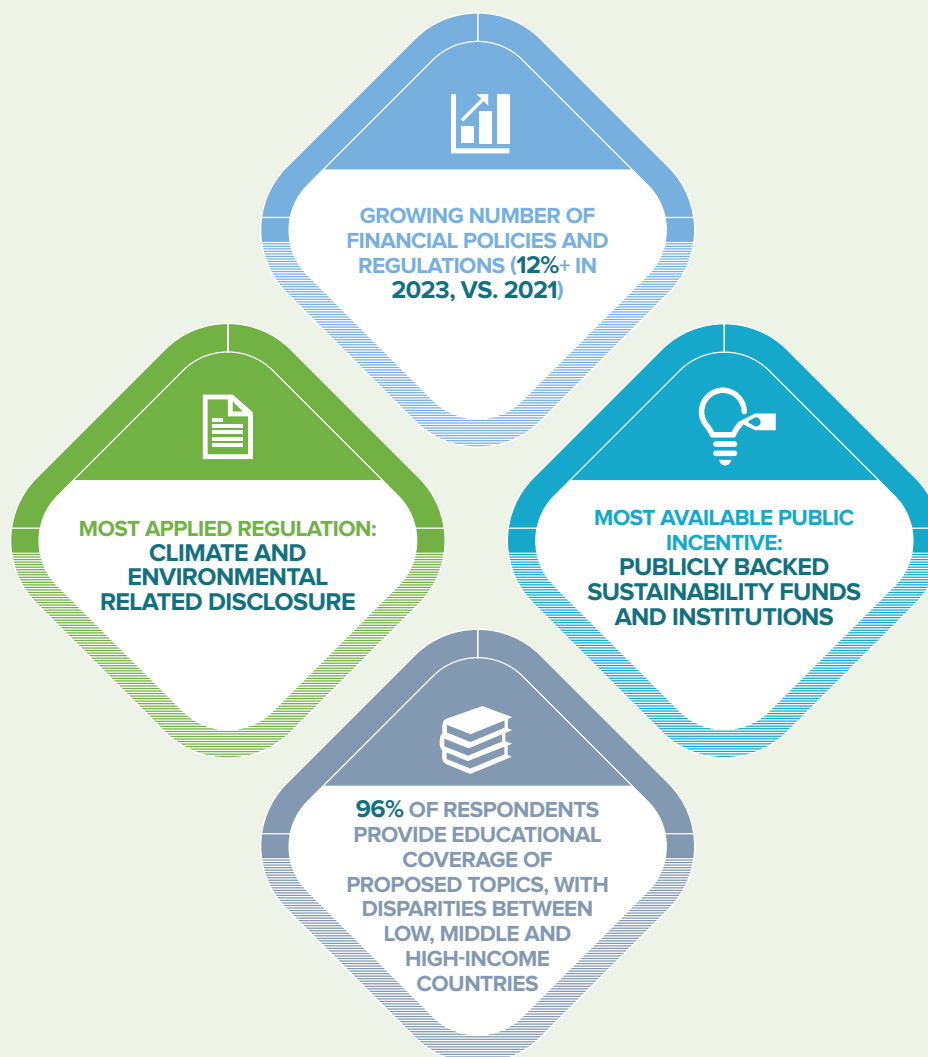 GROWING NUMBER OF
FINANCIAL POLICIES AND
REGULATIONS (12%+ IN
2023, VS. 2021)
MOST APPLIED REGULATION:
CLIMATE AND
ENVIRONMENTAL
RELATED DISCLOSURE
MOST AVAILABLE PUBLIC
INCENTIVE:
PUBLICLY BACKED
SUSTAINABILITY FUNDS
AND INSTITUTIONS
96% OF RESPONDENTS
PROVIDE EDUCATIONAL
COVERAGE OF
PROPOSED TOPICS, WITH
DISPARITIES BETWEEN
LOW, MIDDLE AND
HIGH-INCOME
COUNTRIES